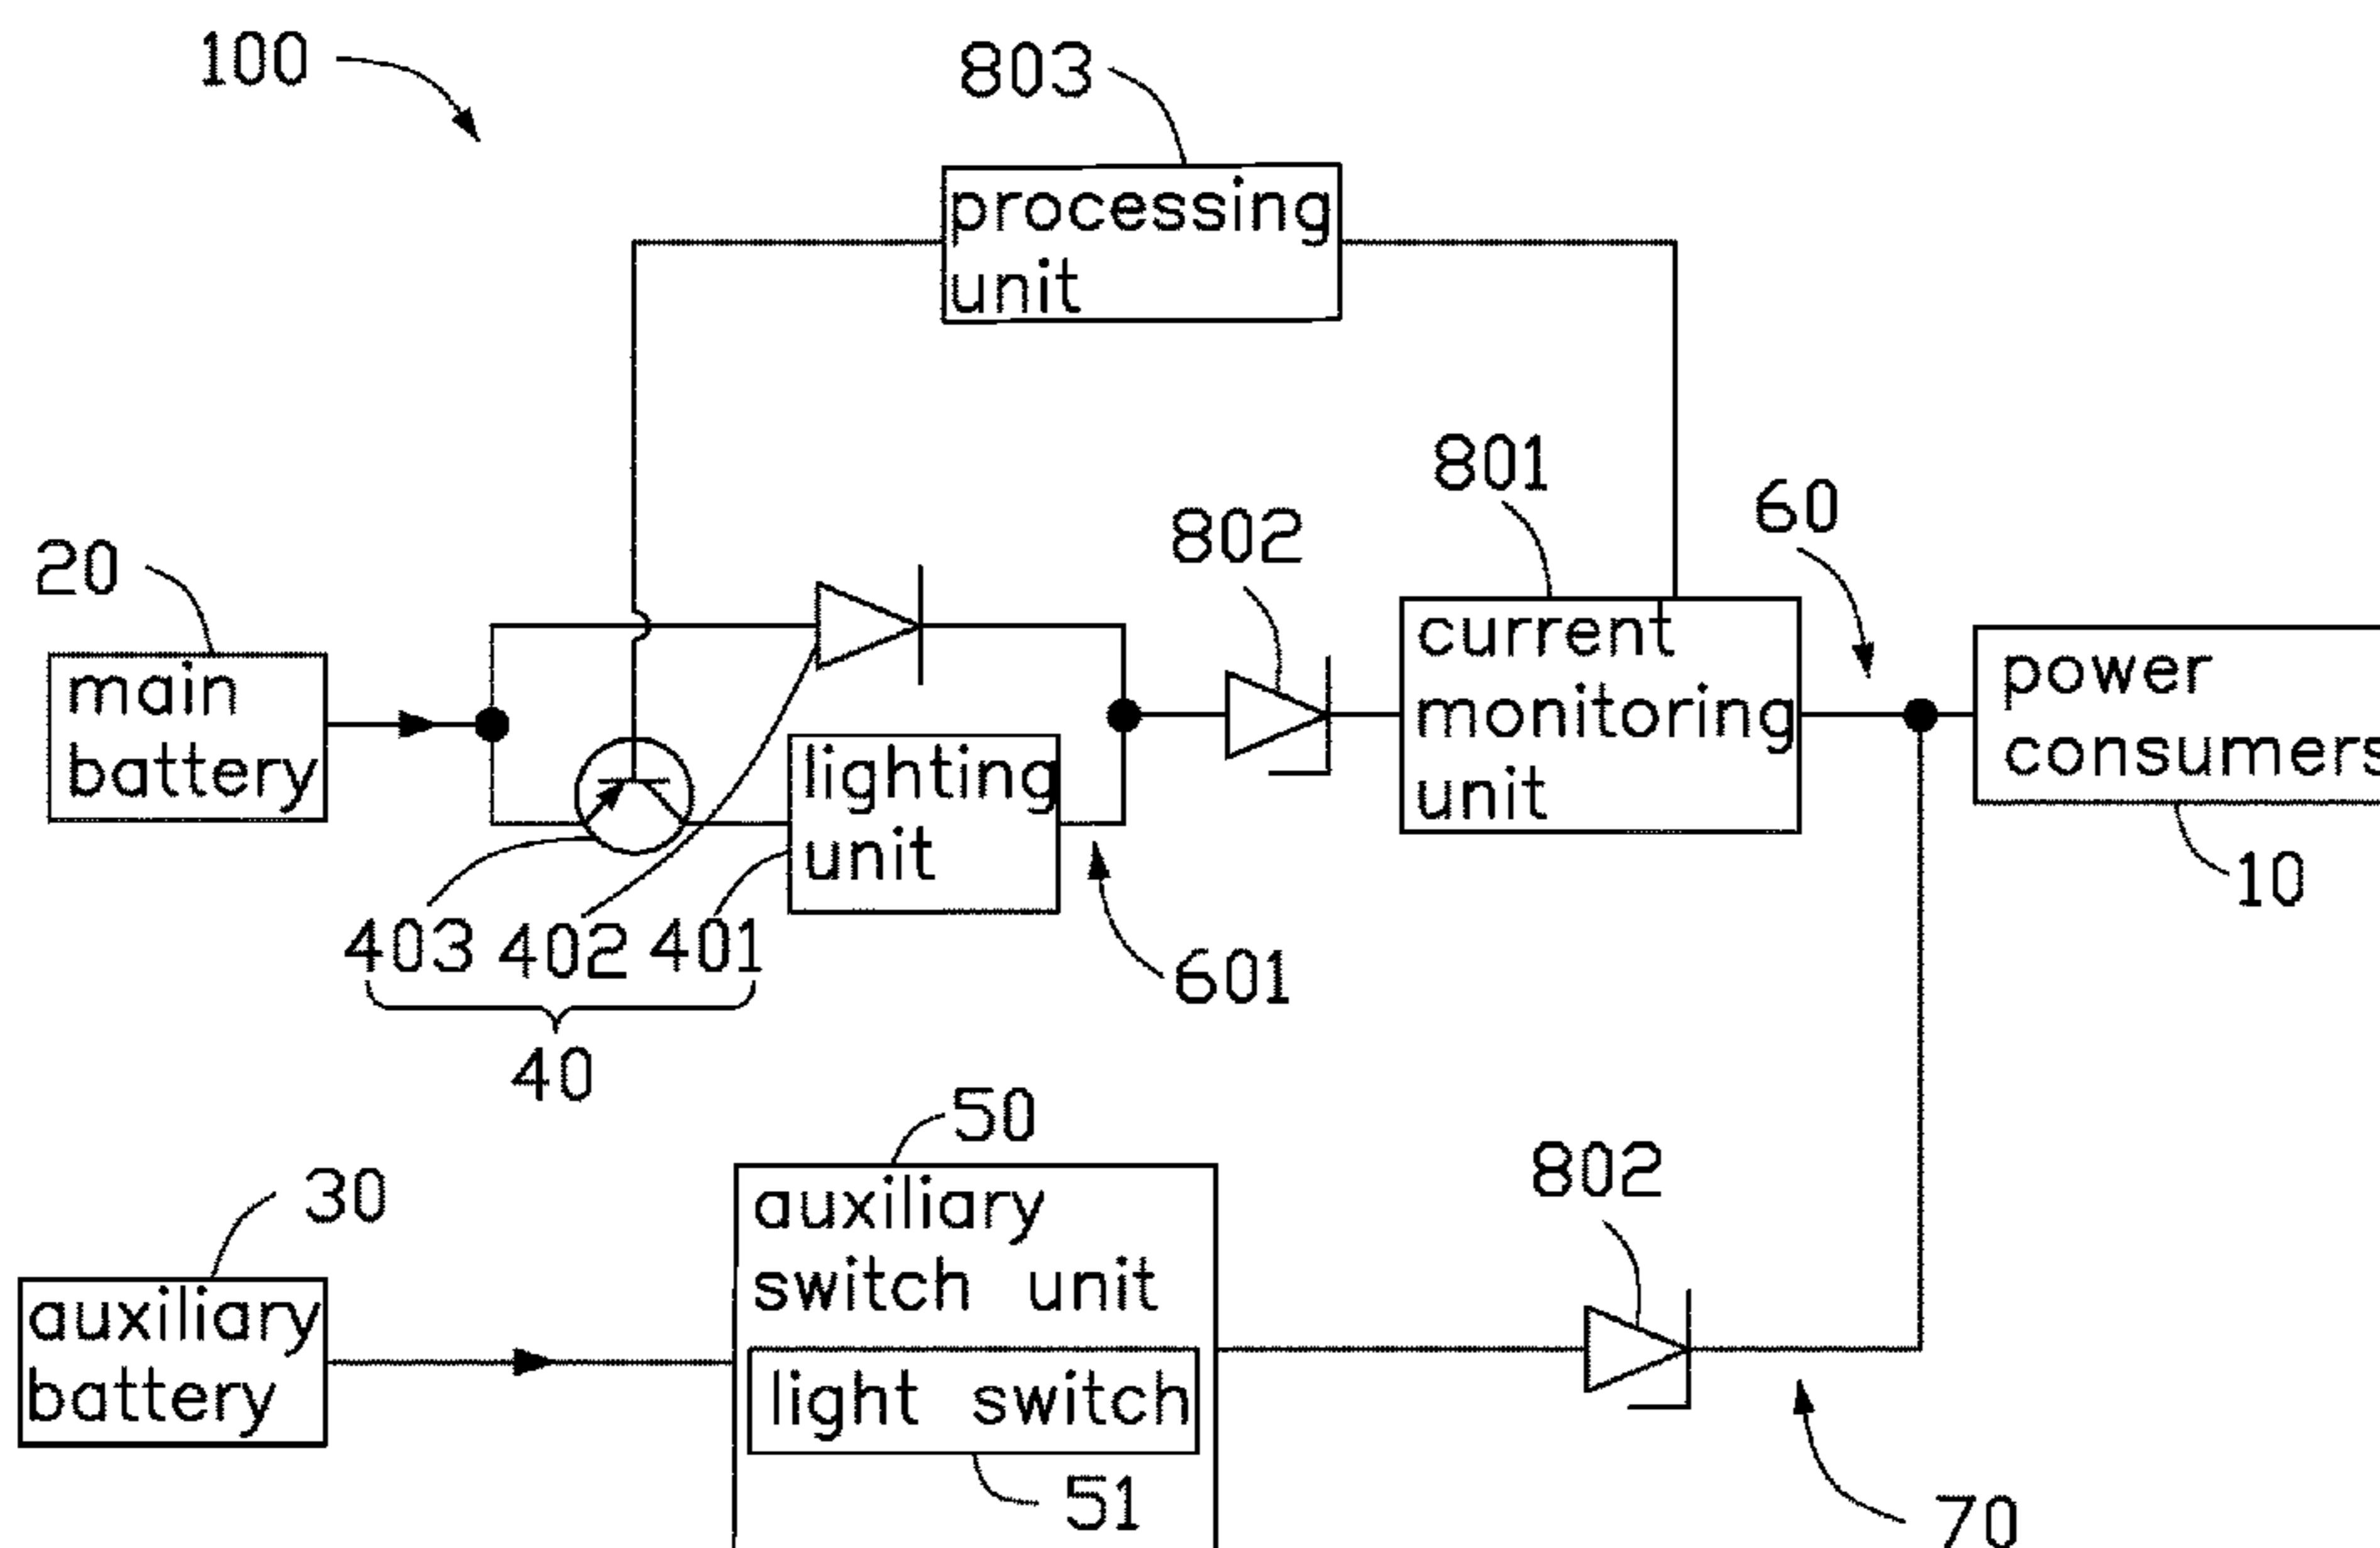 100
803
processing
unit
801
60
802
20
main
battery
current
monitoring
unit
power
consumers
lighting
unit
10
403
402
401
601
40
50
auxiliary
switch unit
802
30
auxiliary
battery
light switch
51
70